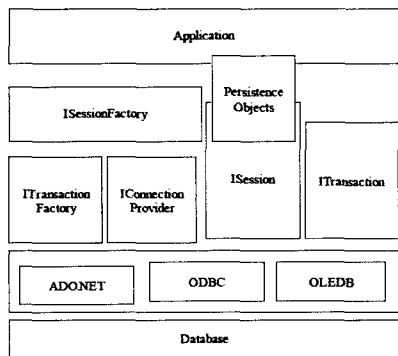 Application
Persistence
Objects
ISessionFactory
ITransaction
Factory
IConnection
Provider
ISession
ITransaction
ADO.NET
ODBC
OLEDB
Database